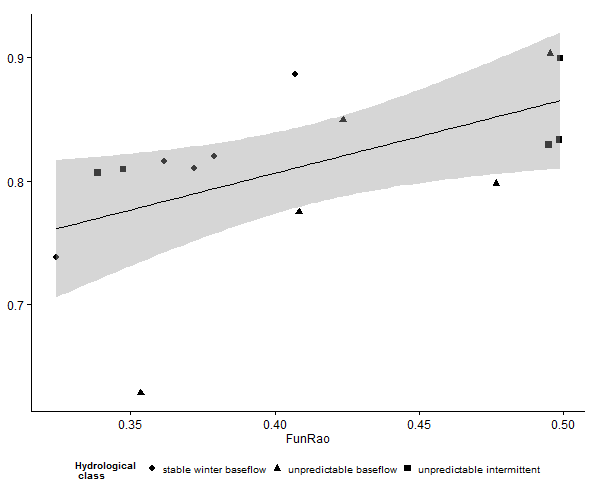 0.9
0.8
0.7
0.35 0.40 0.45 0.50
FunRao
Hydrological
class
stable winter baseflow unpredictable baseflow unpredictable intermittent